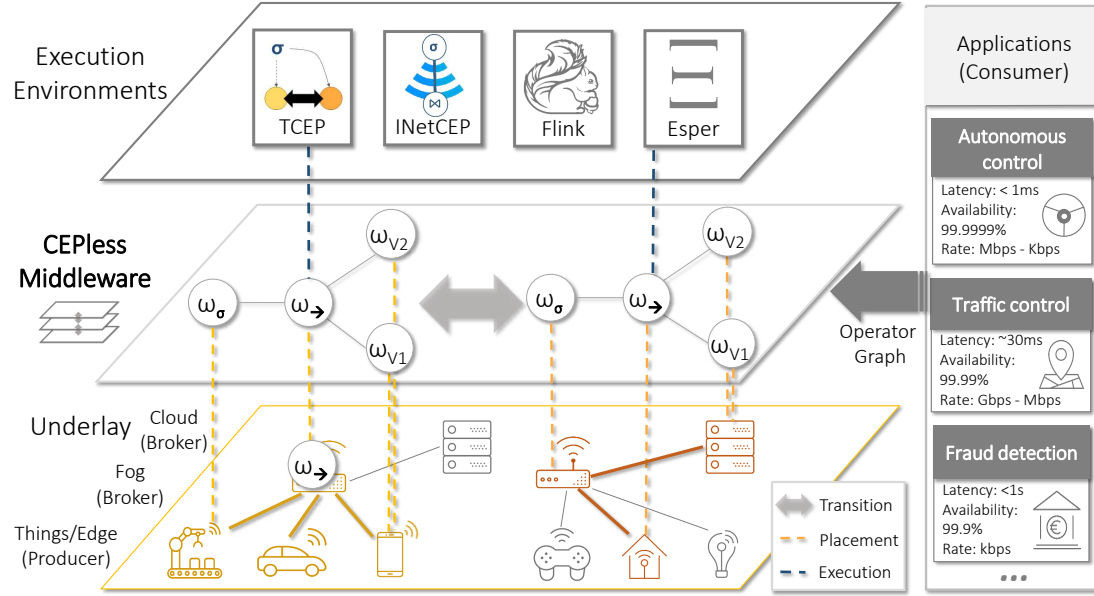 Execution
Environments
σ
TCEP
σ
⋈
INetCEP
Flink
Esper
Applications
(Consumer)
Autonomous
control
Latency: < 1ms
Availability:
99.9999%
Rate: Mbps - Kbps
Traffic control
Latency: ~30ms
Availability:
99.99%
Rate: Gbps - Mbps
Fraud detection
Latency: <1s
Availability:
99.9%
Rate: kbps
€
...
CEPless
Middleware
ωσ
ω→
ωV2
ωV1
ωσ
ω→
ωV2
ωV1
Operator
Graph
Underlay
Cloud
(Broker)
Fog
(Broker)
Things/Edge
(Producer)
ω→
Transition
Placement
Execution